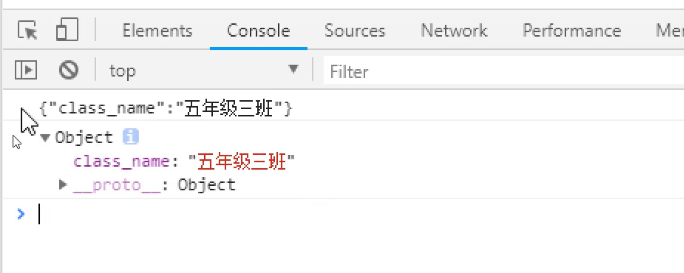 Elements Console Sources Network Performance Mer
top Filter
{"class_name":"五年级三班"}
Object i
class_name: "五年级三班"
__proto__: Object